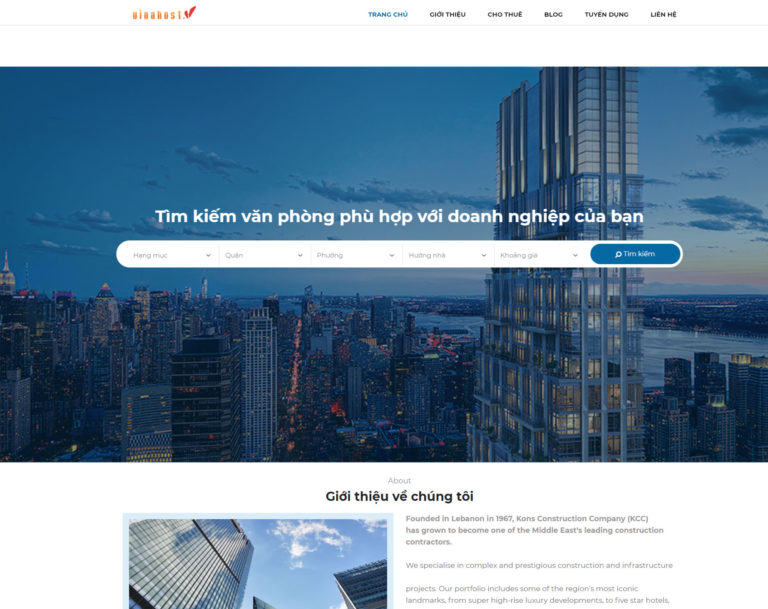 vinahost
TRANG CHỦ GIỚI THIỆU CHO THUÊ BLOG TUYỂN DỤNG LIÊN HỆ
Tìm kiếm văn phòng phù hợp với doanh nghiệp của bạn
Hạng mục Quận Phường Hướng nhà Khoảng giá Tìm kiếm
About
Giới thiệu về chúng tôi
Founded in Lebanon in 1967, Kons Construction Company (KCC)
has grown to become one of the Middle East's leading construction
contractors.
We specialise in complex and prestigious construction and infrastructure
projects. Our portfolio includes some of the region's most iconic
landmarks, from super high-rise luxury developments, to five star hotels,